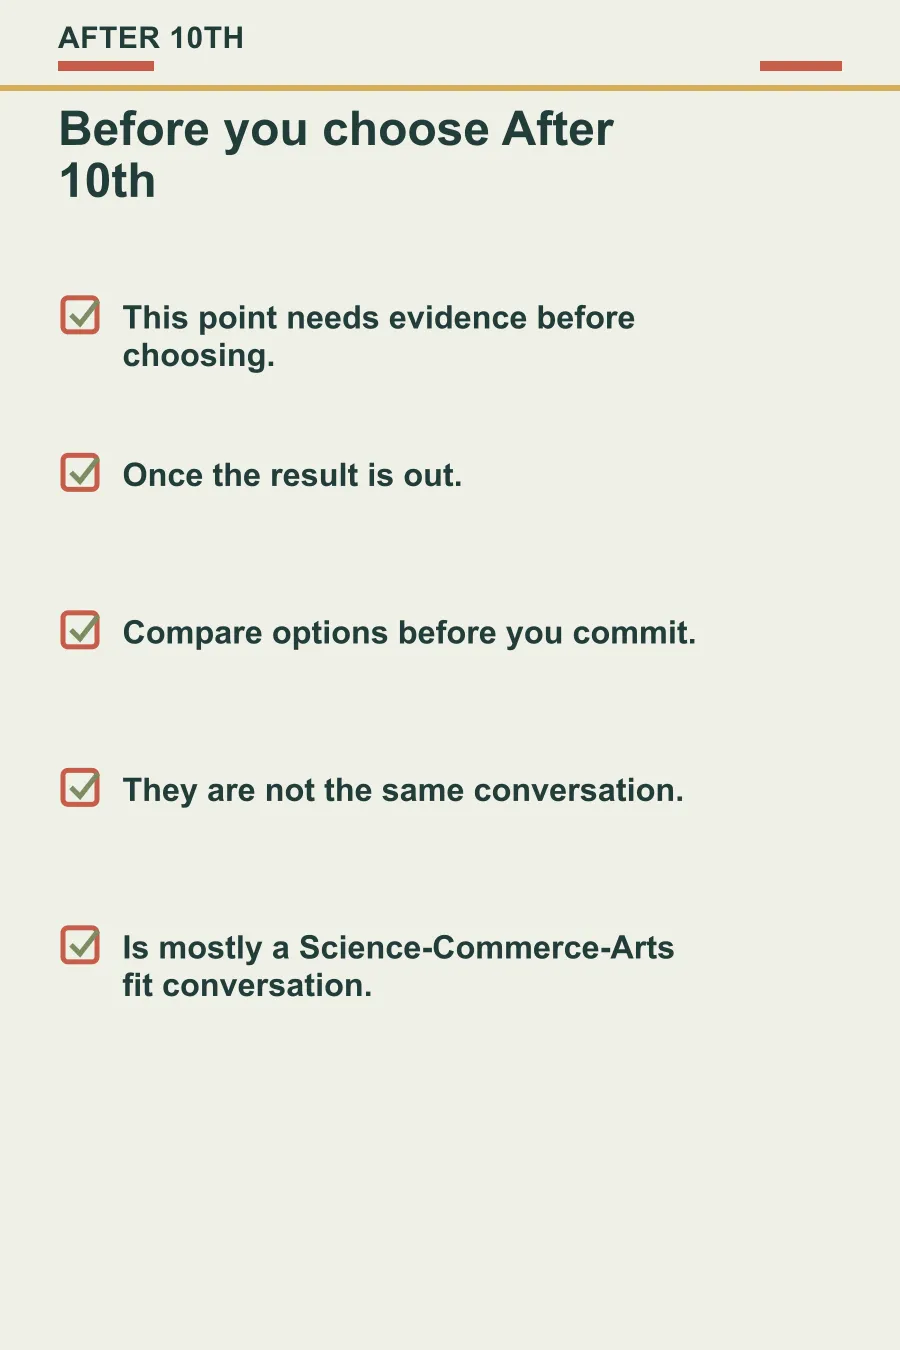 AFTER 10TH
Before you choose After
10th
This point needs evidence before
choosing.
Once the result is out.
Compare options before you commit.
They are not the same conversation.
Is mostly a Science-Commerce-Arts
fit conversation.